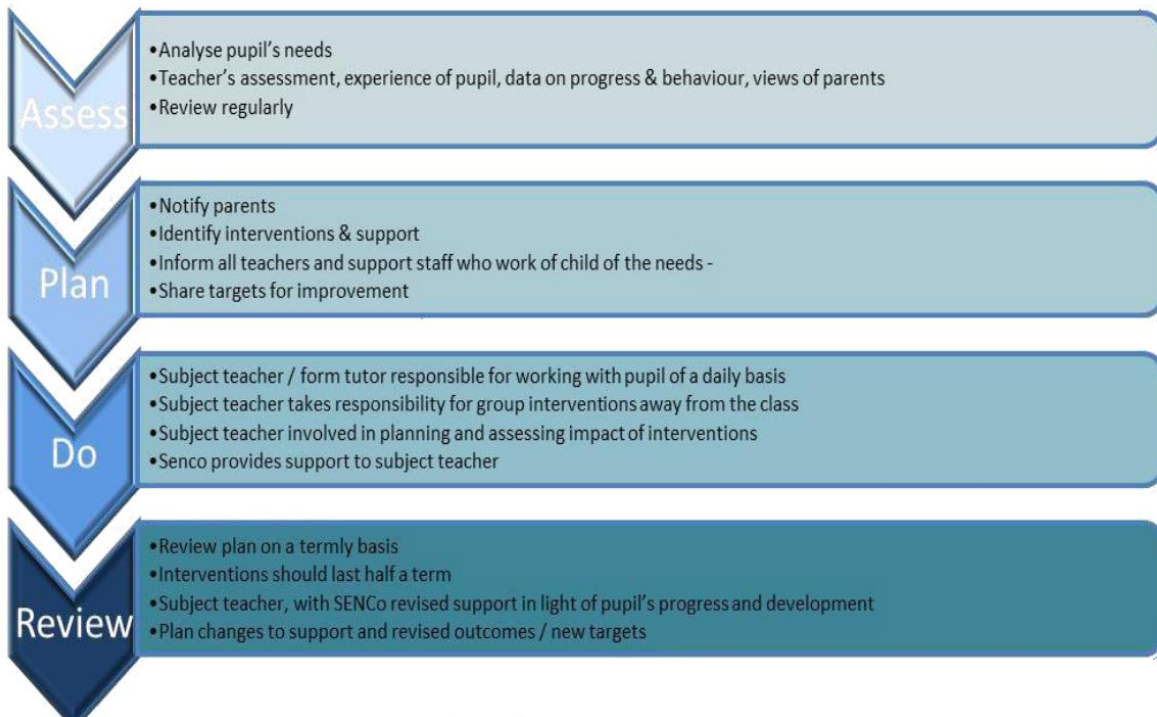 Assess
•Analyse pupil's needs
•Teacher's assessment, experience of pupil, data on progress & behaviour, views of parents
•Review regularly
Plan
•Notify parents
•Identify interventions & support
•Inform all teachers and support staff who work of child of the needs -
•Share targets for improvement
Do
•Subject teacher / form tutor responsible for working with pupil of a daily basis
•Subject teacher takes responsibility for group interventions away from the class
•Subject teacher involved in planning and assessing impact of interventions
•Senco provides support to subject teacher
Review
•Review plan on a termly basis
•Interventions should last half a term
•Subject teacher, with SENCo revised support in light of pupil's progress and development
•Plan changes to support and revised outcomes / new targets